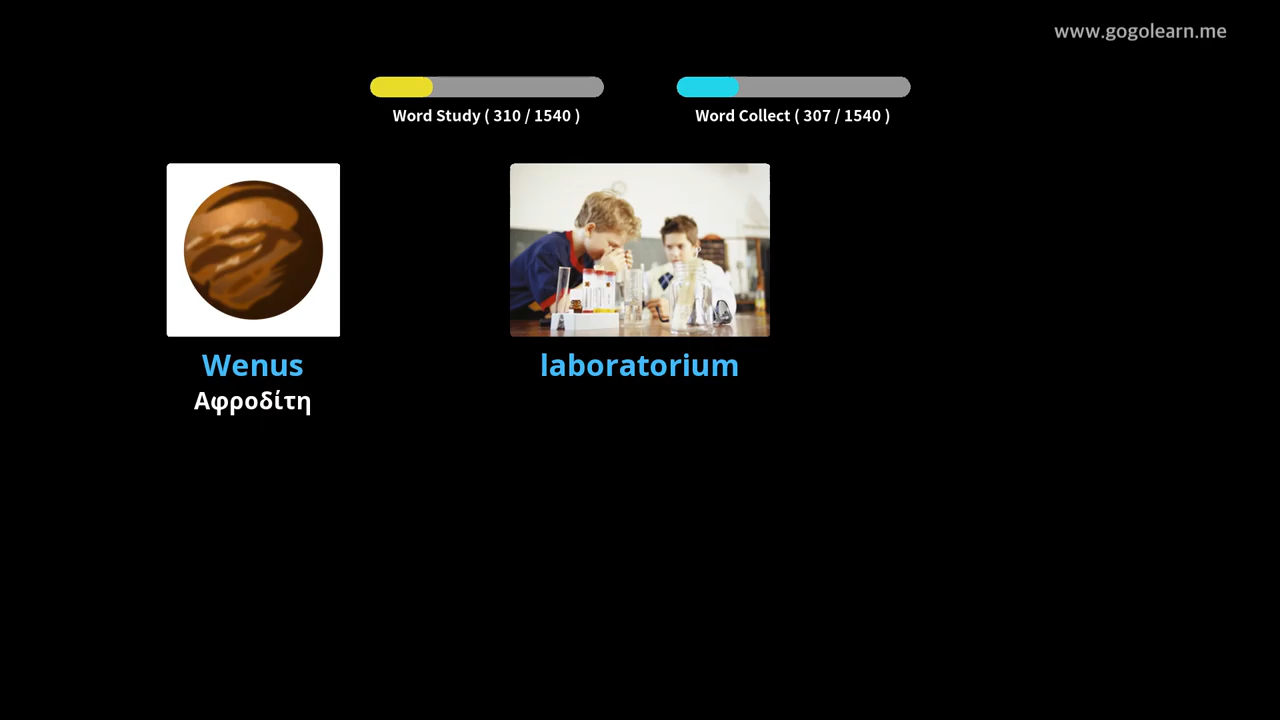 www.gogolearn.me
Word Study ( 310 / 1540 )
Word Collect ( 307 / 1540 )
Wenus
Αφροδίτη
laboratorium